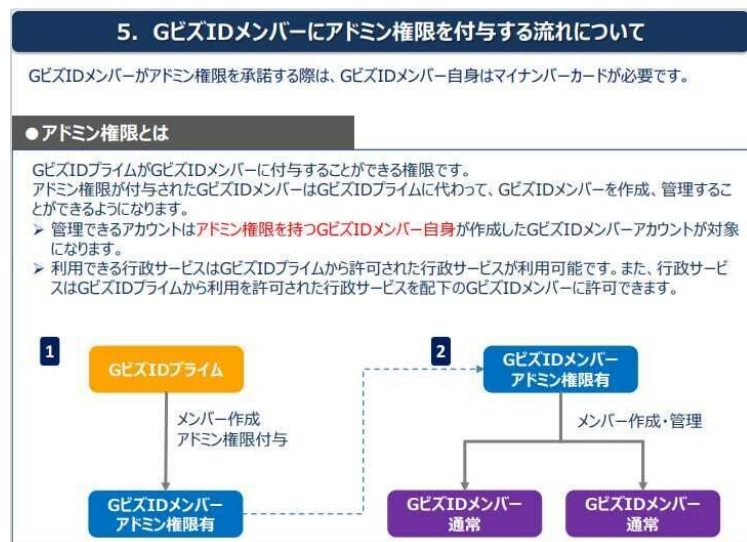 5. GビズIDメンバーにアドミン権限を付与する流れについて
GビズIDメンバーがアドミン権限を承諾する際は、GビズIDメンバー自身はマイナンバーカードが必要です。
●アドミン権限とは
GビズIDプライムがGビズIDメンバーに付与することができる権限です。
アドミン権限が付与されたGビズIDメンバーはGビズIDプライムに代わって、GビズIDメンバーを作成、管理するこ
とができるようになります。
➢ 管理できるアカウントはアドミン権限を持つGビズIDメンバー自身が作成したGビズIDメンバーアカウントが対象
になります。
➢ 利用できる行政サービスはGビズIDプライムから許可された行政サービスが利用可能です。また、行政サービ
スはGビズIDプライムから利用を許可された行政サービスを配下のGビズIDメンバーに許可できます。
1
GビズIDプライム
メンバー作成
アドミン権限付与
GビズIDメンバー
アドミン権限有
2
GビズIDメンバー
アドミン権限有
メンバー作成・管理
GビズIDメンバー
通常
GビズIDメンバー
通常